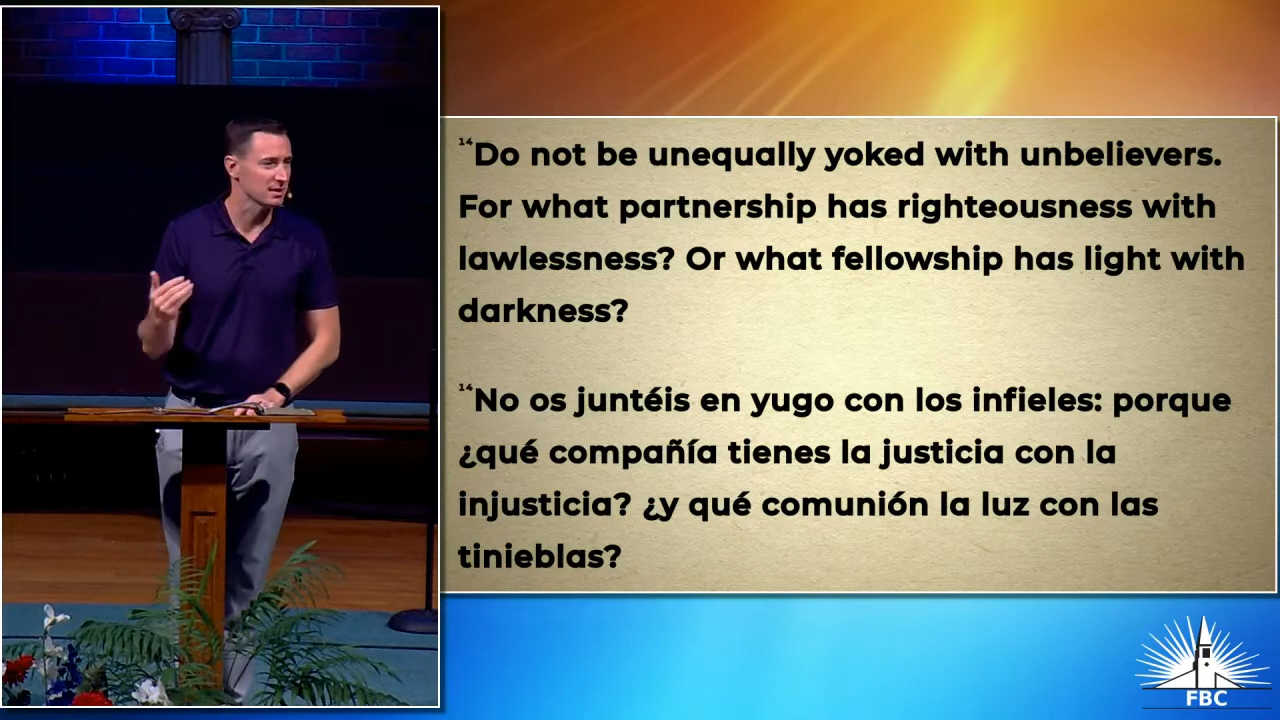 ¹⁴Do not be unequally yoked with unbelievers.
For what partnership has righteousness with
lawlessness? Or what fellowship has light with
darkness?
¹⁴No os juntéis en yugo con los infieles: porque
¿qué compañía tienes la justicia con la
injusticia? ¿y qué comunión la luz con las
tinieblas?
FBC